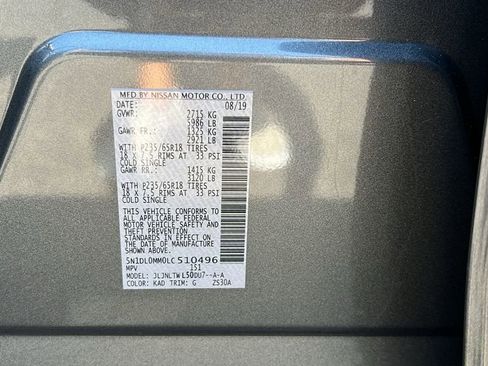 MFD BY NISSAN MOTOR CO., LTD.
DATE: 08/19
GVWR: 2715 KG
5986 LB
GAWR FR.: 1325 KG
2921 LB
WITH P235/65R18 TIRES
18 X 7.5 RIMS AT 33 PSI
COLD SINGLE
GAWR RR.: 1415 KG
3120 LB
WITH P235/65R18 TIRES
18 X 7.5 RIMS AT 33 PSI
COLD SINGLE
THIS VEHICLE CONFORMS TO
ALL APPLICABLE FEDERAL
MOTOR VEHICLE SAFETY AND
THEFT PREVENTION
STANDARDS IN EFFECT ON
THE DATE OF MANUFACTURE
SHOWN ABOVE.
5N1DL0MM0LC510496
MPV 151
MODEL: JLJNLTWL50DU7--A-A
COLOR: KAD TRIM: G ZS30A